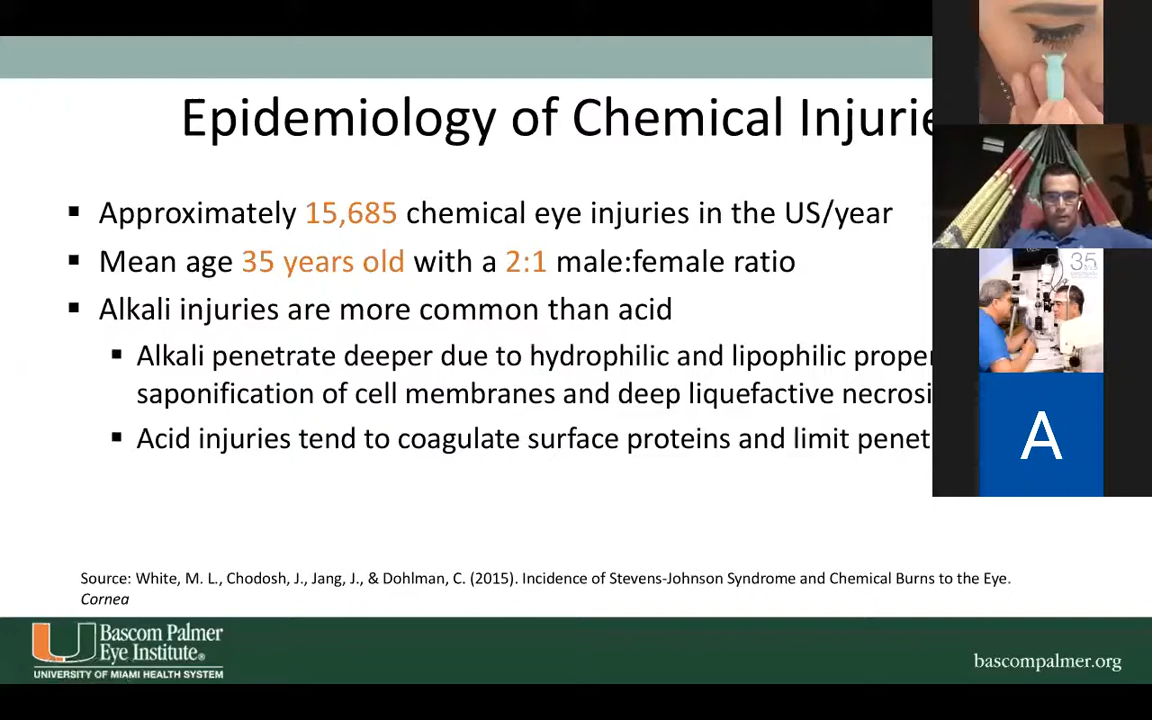 Epidemiology of Chemical Injurie
▪ Approximately 15,685 chemical eye injuries in the US/year
▪ Mean age 35 years old with a 2:1 male:female ratio
▪ Alkali injuries are more common than acid
▪ Alkali penetrate deeper due to hydrophilic and lipophilic proper
saponification of cell membranes and deep liquefactive necrosi
▪ Acid injuries tend to coagulate surface proteins and limit penet
35
A
Source: White, M. L., Chodosh, J., Jang, J., & Dohlman, C. (2015). Incidence of Stevens-Johnson Syndrome and Chemical Burns to the Eye.
Cornea
Bascom Palmer
Eye Institute®
UNIVERSITY OF MIAMI HEALTH SYSTEM
bascompalmer.org